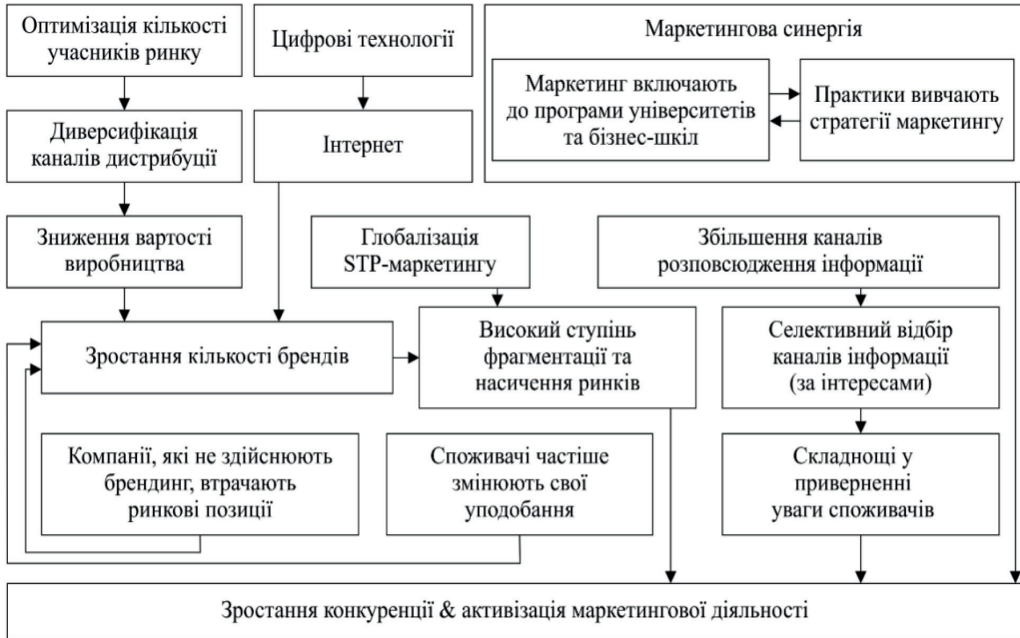 Оптимізація кількості
учасників ринку
Цифрові технології
Маркетингова синергія
Маркетинг включають
до програми університетів
та бізнес-шкіл
Практики вивчають
стратегії маркетингу
Диверсифікація
каналів дистрибуції
Інтернет
Зниження вартості
виробництва
Глобалізація
STP-маркетингу
Збільшення каналів
розповсюдження інформації
Зростання кількості брендів
Високий ступінь
фрагментації та
насичення ринків
Селективний відбір
каналів інформації
(за інтересами)
Компанії, які не здійснюють
брендинг, втрачають
ринкові позиції
Споживачі частіше
змінюють свої
уподобання
Складнощі у
приверненні
уваги споживачів
Зростання конкуренції & активізація маркетингової діяльності